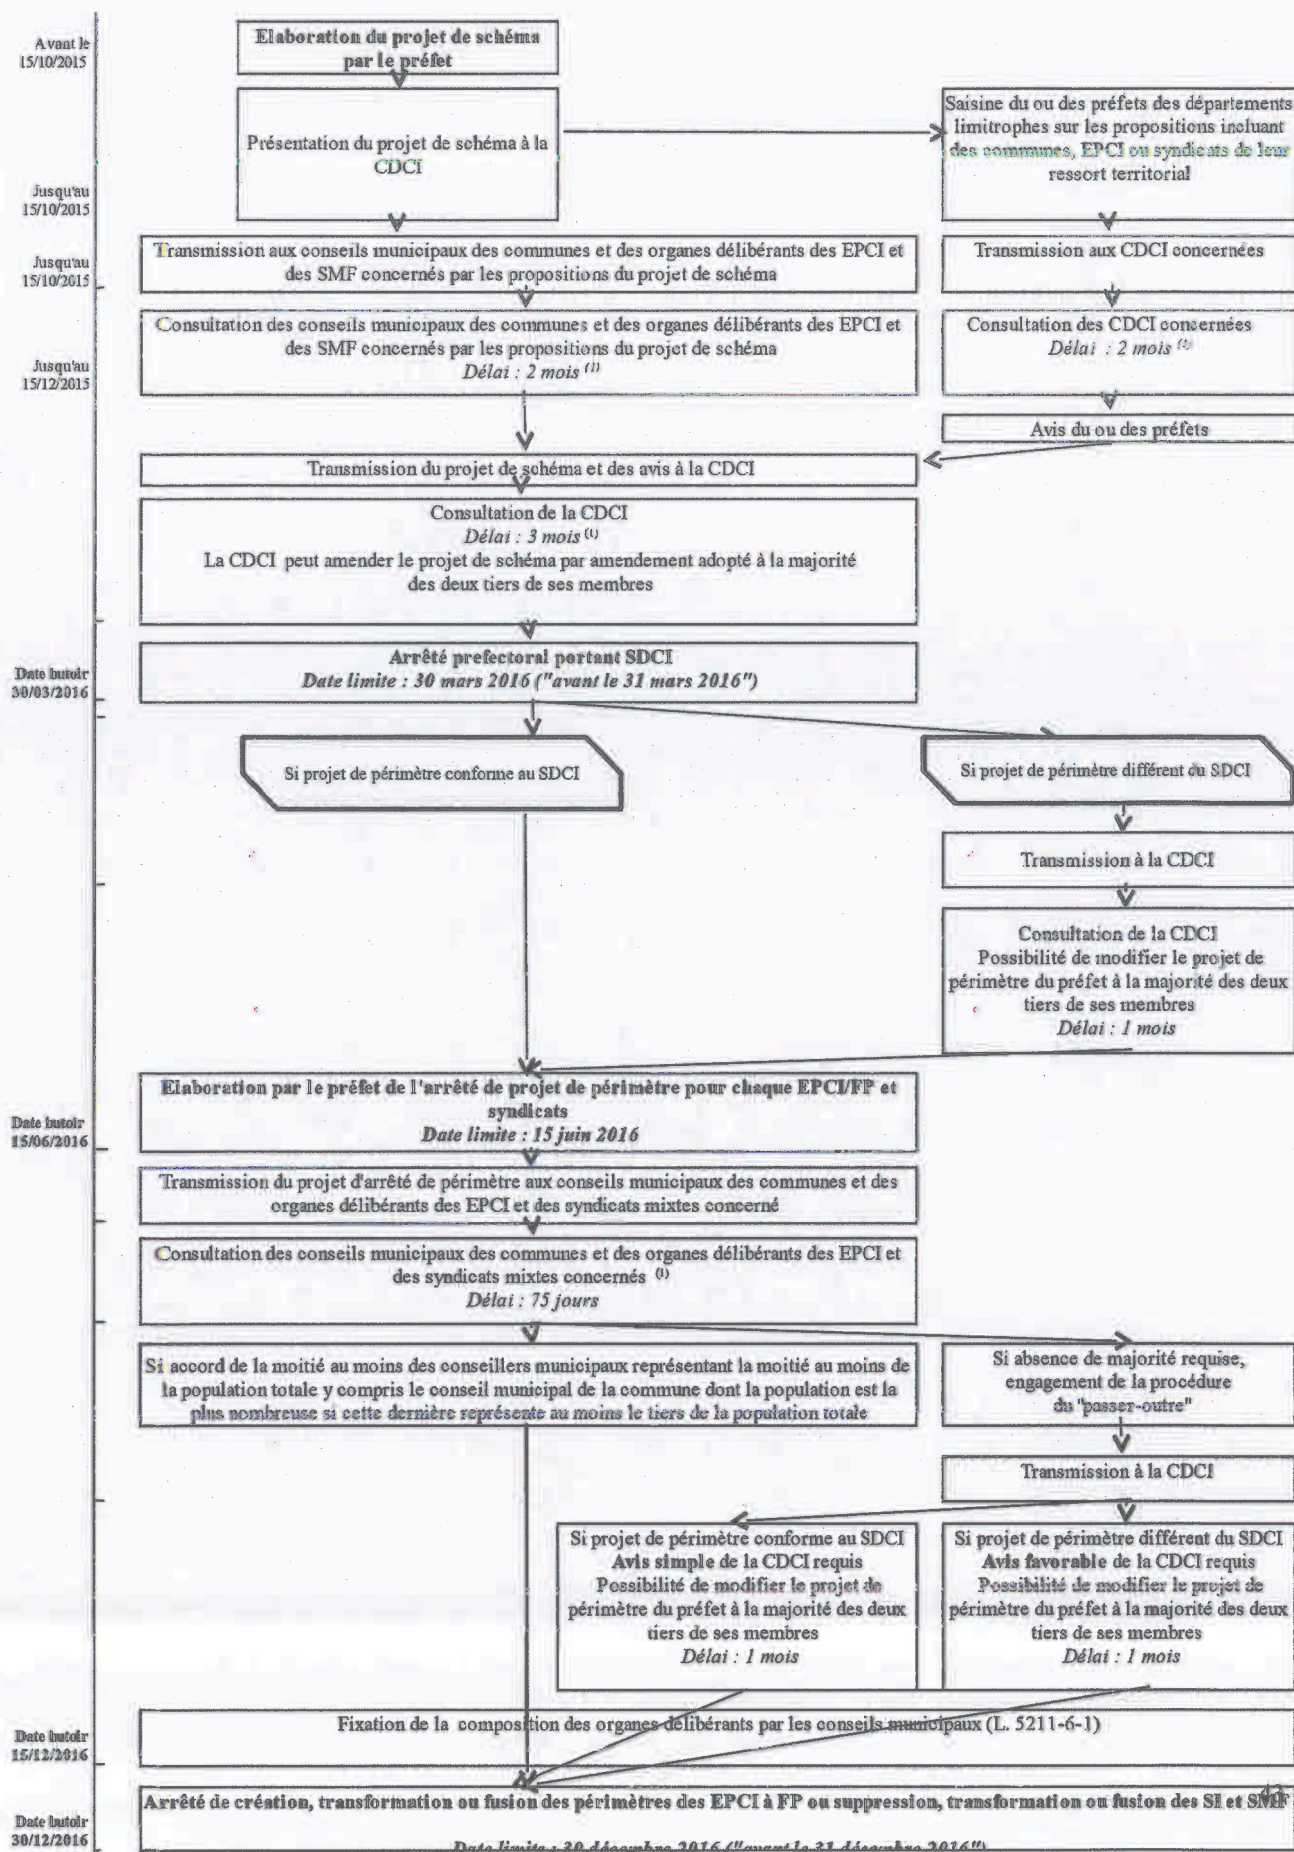 Avant le
15/10/2015
Elaboration du projet de schéma
par le préfet
Présentation du projet de schéma à la
CDCI
Saisine du ou des préfets des départements
limitrophes sur les propositions incluant
des communes, EPCI ou syndicats de leur
ressort territorial
Jusqu'au
15/10/2015
Jusqu'au
15/10/2015
Transmission aux conseils municipaux des communes et des organes délibérants des EPCI et
des SMF concernés par les propositions du projet de schéma
Transmission aux CDCI concernées
Consultation des conseils municipaux des communes et des organes délibérants des EPCI et
des SMF concernés par les propositions du projet de schéma
Délai : 2 mois (1)
Consultation des CDCI concernées
Délai : 2 mois (1)
Jusqu'au
15/12/2015
Avis du ou des préfets
Transmission du projet de schéma et des avis à la CDCI
Consultation de la CDCI
Délai : 3 mois (1)
La CDCI peut amender le projet de schéma par amendement adopté à la majorité
des deux tiers de ses membres
Date butoir
30/03/2016
Arrêté prefectoral portant SDCI
Date limite : 30 mars 2016 ("avant le 31 mars 2016")
Si projet de périmètre conforme au SDCI
Si projet de périmètre différent du SDCI
Transmission à la CDCI
Consultation de la CDCI
Possibilité de modifier le projet de
périmètre du préfet à la majorité des deux
tiers de ses membres
Délai : 1 mois
Date butoir
15/06/2016
Elaboration par le préfet de l'arrêté de projet de périmètre pour chaque EPCI/FP et
syndicats
Date limite : 15 juin 2016
Transmission du projet d'arrêté de périmètre aux conseils municipaux des communes et des
organes délibérants des EPCI et des syndicats mixtes concerné
Consultation des conseils municipaux des communes et des organes délibérants des EPCI et
des syndicats mixtes concernés (1)
Délai : 75 jours
Si accord de la moitié au moins des conseillers municipaux représentant la moitié au moins de
la population totale y compris le conseil municipal de la commune dont la population est la
plus nombreuse si cette dernière représente au moins le tiers de la population totale
Si absence de majorité requise,
engagement de la procédure
du "passer-outre"
Transmission à la CDCI
Si projet de périmètre conforme au SDCI
Avis simple de la CDCI requis
Possibilité de modifier le projet de
périmètre du préfet à la majorité des deux
tiers de ses membres
Délai : 1 mois
Si projet de périmètre différent du SDCI
Avis favorable de la CDCI requis
Possibilité de modifier le projet de
périmètre du préfet à la majorité des deux
tiers de ses membres
Délai : 1 mois
Date butoir
15/12/2016
Fixation de la composition des organes délibérants par les conseils municipaux (L. 5211-6-1)
Date butoir
30/12/2016
Arrêté de création, transformation ou fusion des périmètres des EPCI à FP ou suppression, transformation ou fusion des SI et SMF
43
Date limite : 30 décembre 2016 ("avant le 31 décembre 2016")